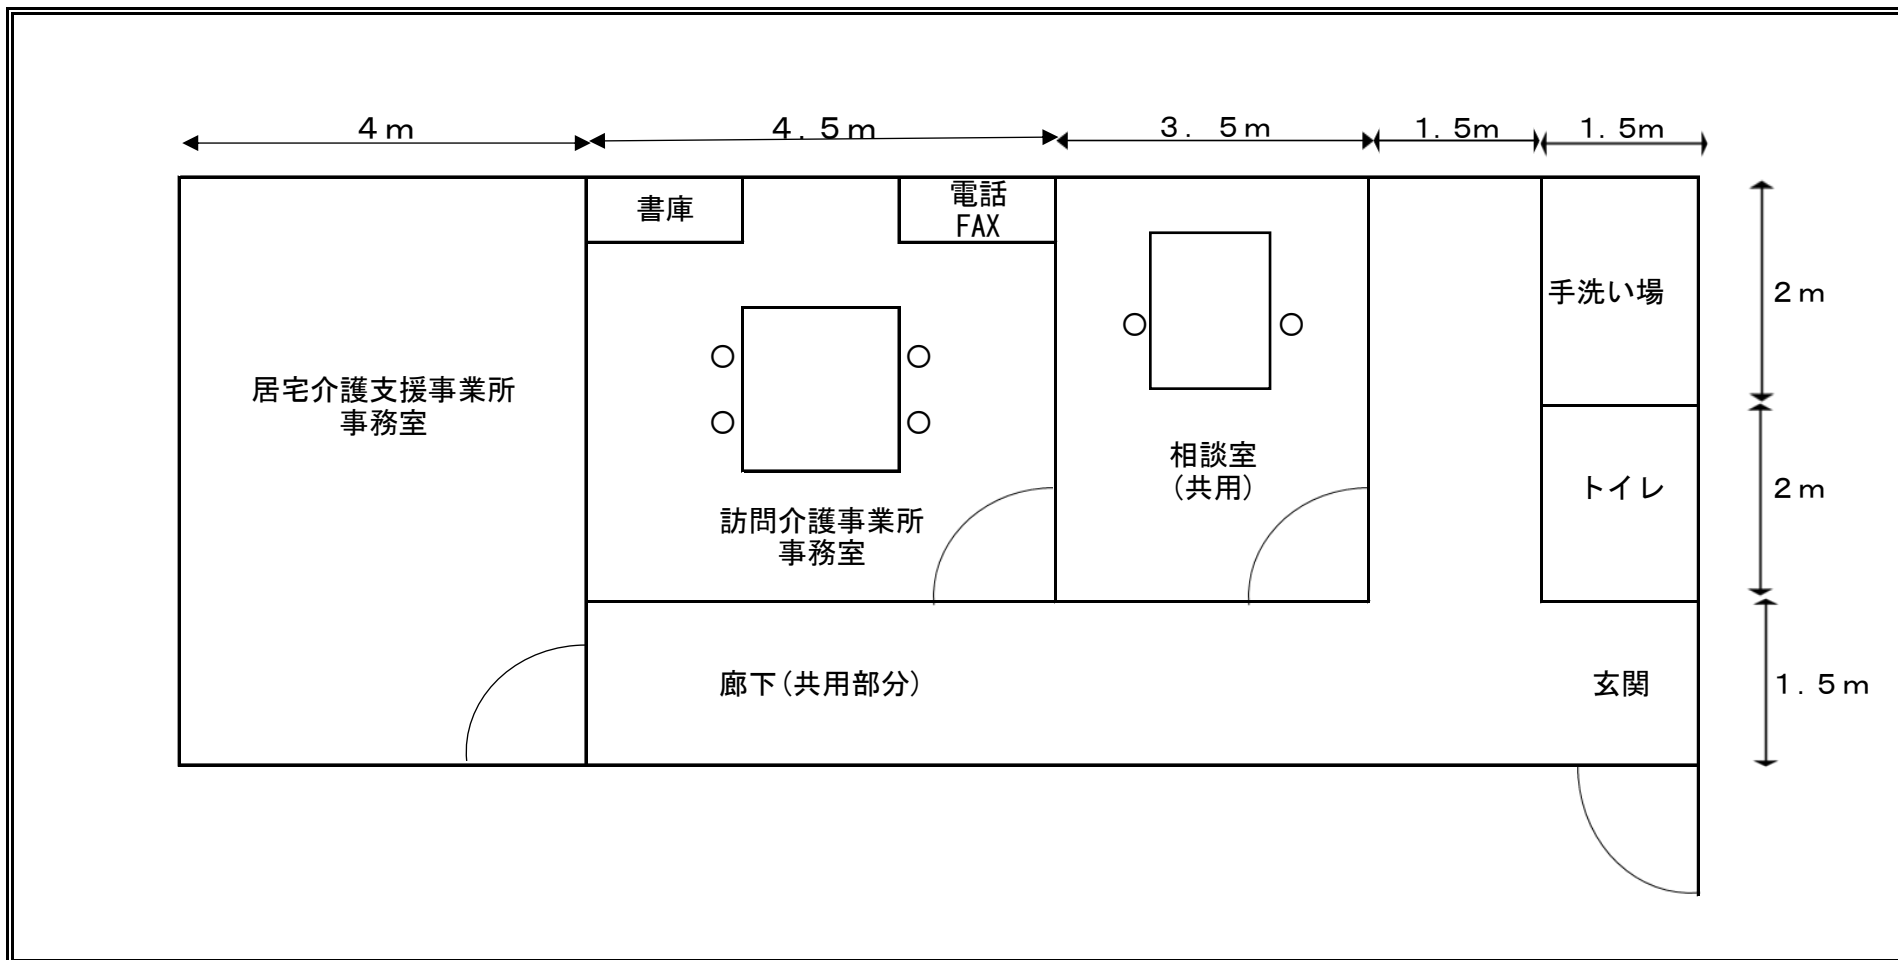 4m
4.5m
3.5m
1.5m
1.5m
書庫
電話
FAX
手洗い場
2m
居宅介護支援事業所
事務室
相談室
(共用)
トイレ
2m
訪問介護事業所
事務室
廊下(共用部分)
玄関
1.5m